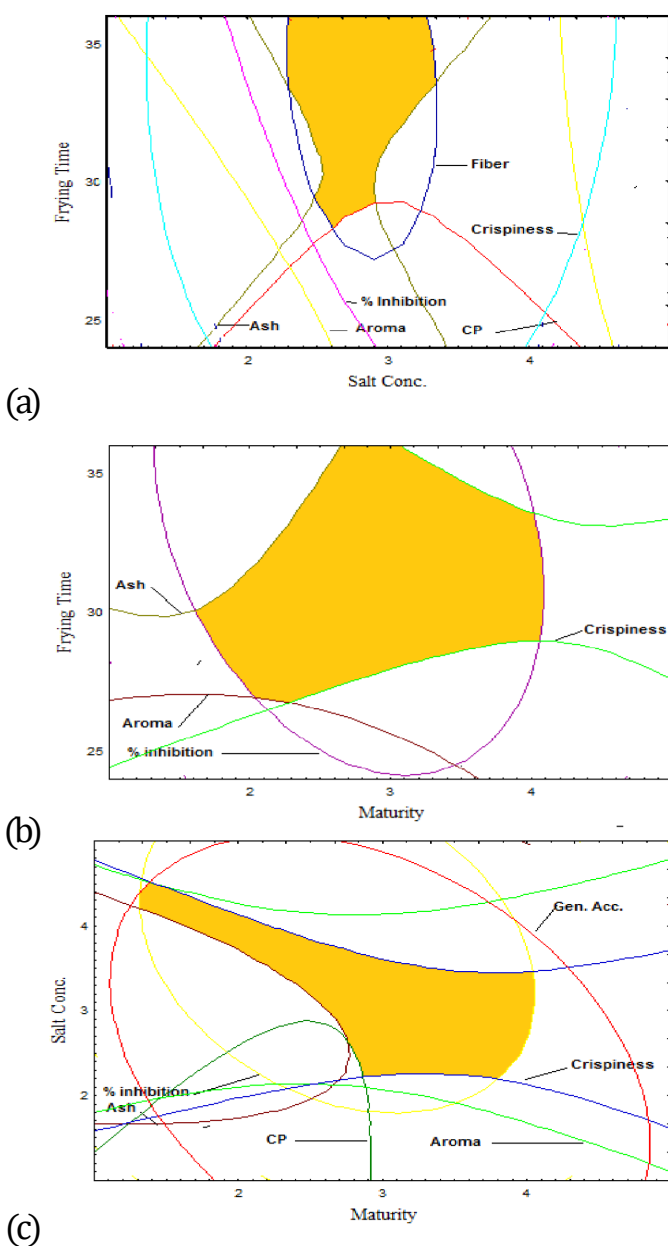 35
30
25
Frying Time
Fiber
Crispiness
% Inhibition
Ash
Aroma
CP
2
3
4
Salt Conc.
(a)
35
30
25
Frying Time
Ash
Crispiness
Aroma
% inhibition
2
3
4
Maturity
(b)
4
3
2
Salt Conc.
Gen. Acc.
Crispiness
% inhibition
Ash
CP
Aroma
2
3
4
Maturity
(c)